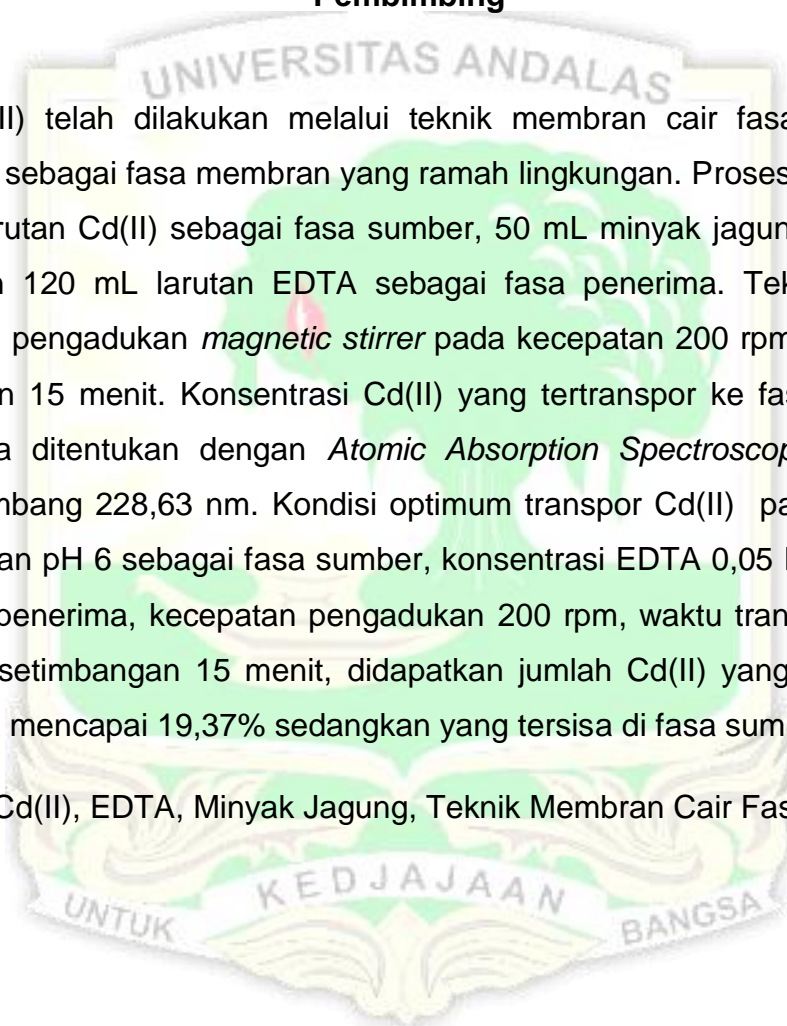 Pembimbing
UNIVERSITAS ANDALAS
II) telah dilakukan melalui teknik membran cair fasa
sebagai fasa membran yang ramah lingkungan. Proses
rutan Cd(II) sebagai fasa sumber, 50 mL minyak jagun
120 mL larutan EDTA sebagai fasa penerima. Tek
pengadukan magnetic stirrer pada kecepatan 200 rpm
n 15 menit. Konsentrasi Cd(II) yang tertranspor ke fas
a ditentukan dengan Atomic Absorption Spectroscop
mbang 228,63 nm. Kondisi optimum transpor Cd(II) pa
an pH 6 sebagai fasa sumber, konsentrasi EDTA 0,05
penerima, kecepatan pengadukan 200 rpm, waktu tran
setimbangan 15 menit, didapatkan jumlah Cd(II) yang
mencapai 19,37% sedangkan yang tersisa di fasa sum
Cd(II), EDTA, Minyak Jagung, Teknik Membran Cair Fas
UNTUK KEDJAJAAN BANGSA